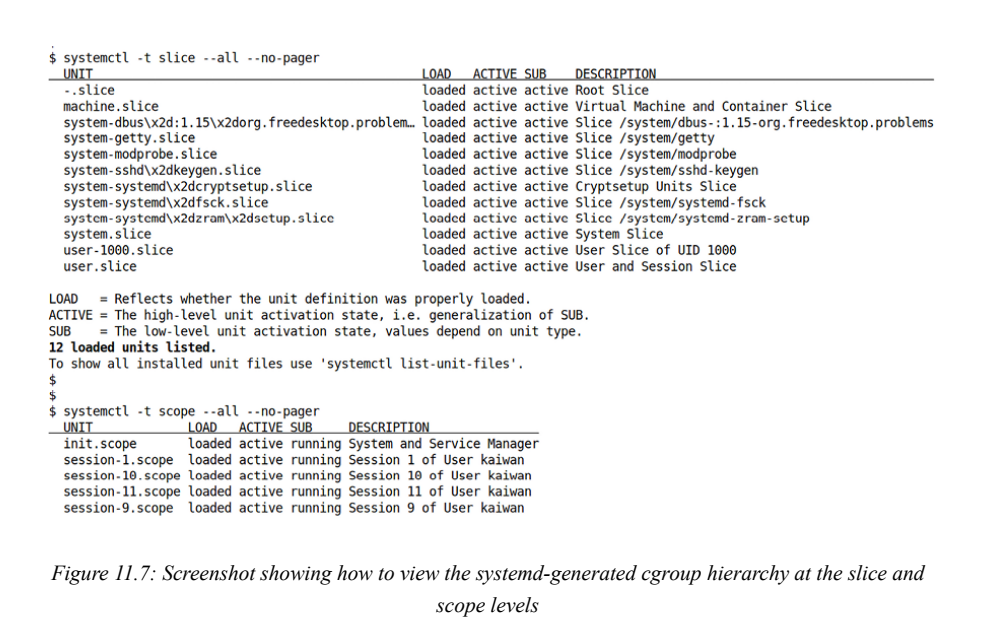 $ systemctl -t slice --all --no-pager
UNIT LOAD ACTIVE SUB DESCRIPTION
-.slice loaded active active Root Slice
machine.slice loaded active active Virtual Machine and Container Slice
system-dbus\x2d:1.15\x2dorg.freedesktop.problem… loaded active active Slice /system/dbus-:1.15-org.freedesktop.problems
system-getty.slice loaded active active Slice /system/getty
system-modprobe.slice loaded active active Slice /system/modprobe
system-sshd\x2dkeygen.slice loaded active active Slice /system/sshd-keygen
system-systemd\x2dcryptsetup.slice loaded active active Cryptsetup Units Slice
system-systemd\x2dfsck.slice loaded active active Slice /system/systemd-fsck
system-systemd\x2dzram\x2dsetup.slice loaded active active Slice /system/systemd-zram-setup
system.slice loaded active active System Slice
user-1000.slice loaded active active User Slice of UID 1000
user.slice loaded active active User and Session Slice
LOAD = Reflects whether the unit definition was properly loaded.
ACTIVE = The high-level unit activation state, i.e. generalization of SUB.
SUB = The low-level unit activation state, values depend on unit type.
12 loaded units listed.
To show all installed unit files use 'systemctl list-unit-files'.
$
$
$ systemctl -t scope --all --no-pager
UNIT LOAD ACTIVE SUB DESCRIPTION
init.scope loaded active running System and Service Manager
session-1.scope loaded active running Session 1 of User kaiwan
session-10.scope loaded active running Session 10 of User kaiwan
session-11.scope loaded active running Session 11 of User kaiwan
session-9.scope loaded active running Session 9 of User kaiwan
Figure 11.7: Screenshot showing how to view the systemd-generated cgroup hierarchy at the slice and
scope levels